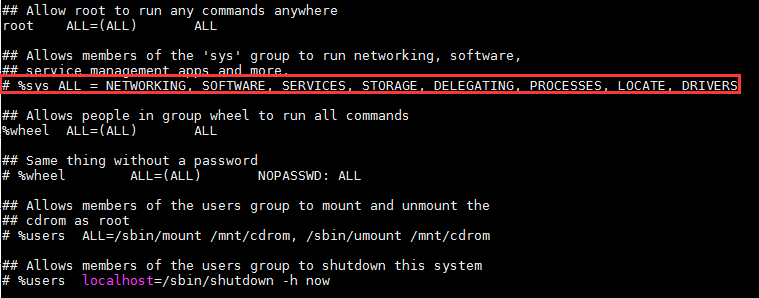 ## Allow root to run any commands anywhere
root    ALL=(ALL)       ALL
## Allows members of the 'sys' group to run networking, software,
## service management apps and more.
# %sys ALL = NETWORKING, SOFTWARE, SERVICES, STORAGE, DELEGATING, PROCESSES, LOCATE, DRIVERS
## Allows people in group wheel to run all commands
%wheel  ALL=(ALL)       ALL
## Same thing without a password
# %wheel        ALL=(ALL)       NOPASSWD: ALL
## Allows members of the users group to mount and unmount the
## cdrom as root
# %users  ALL=/sbin/mount /mnt/cdrom, /sbin/umount /mnt/cdrom
## Allows members of the users group to shutdown this system
# %users  localhost=/sbin/shutdown -h now